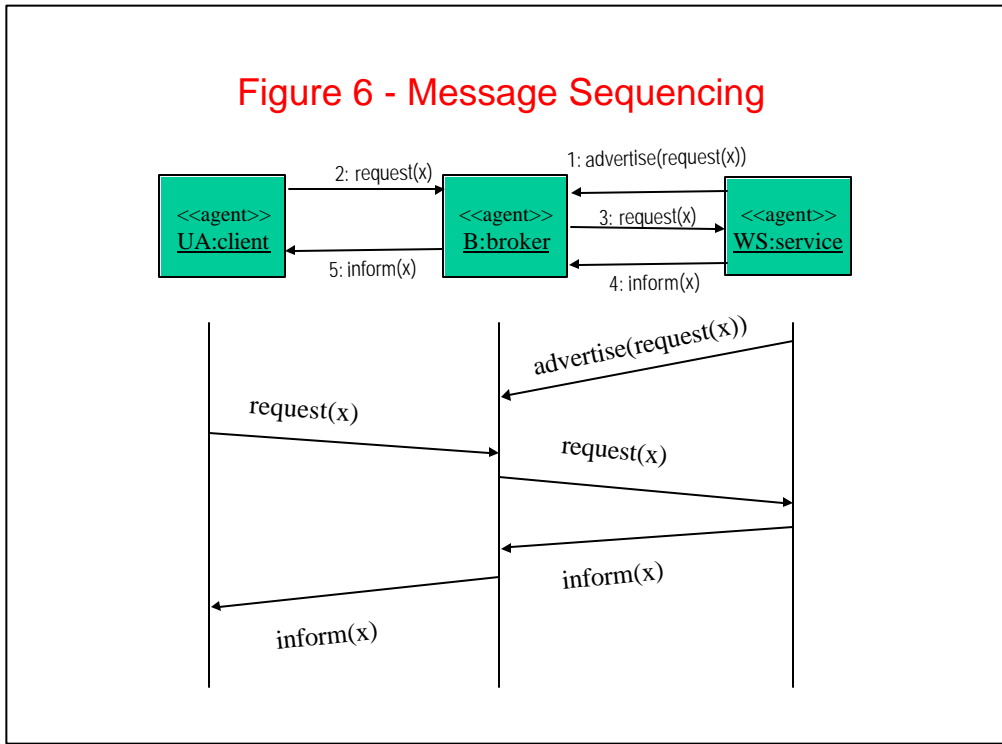 Figure 6 - Message Sequencing
1: advertise(request(x))
2: request(x)
<<agent>>
UA:client
<<agent>>
B:broker
3: request(x)
<<agent>>
WS:service
5: inform(x)
4: inform(x)
advertise(request(x))
request(x)
request(x)
inform(x)
inform(x)